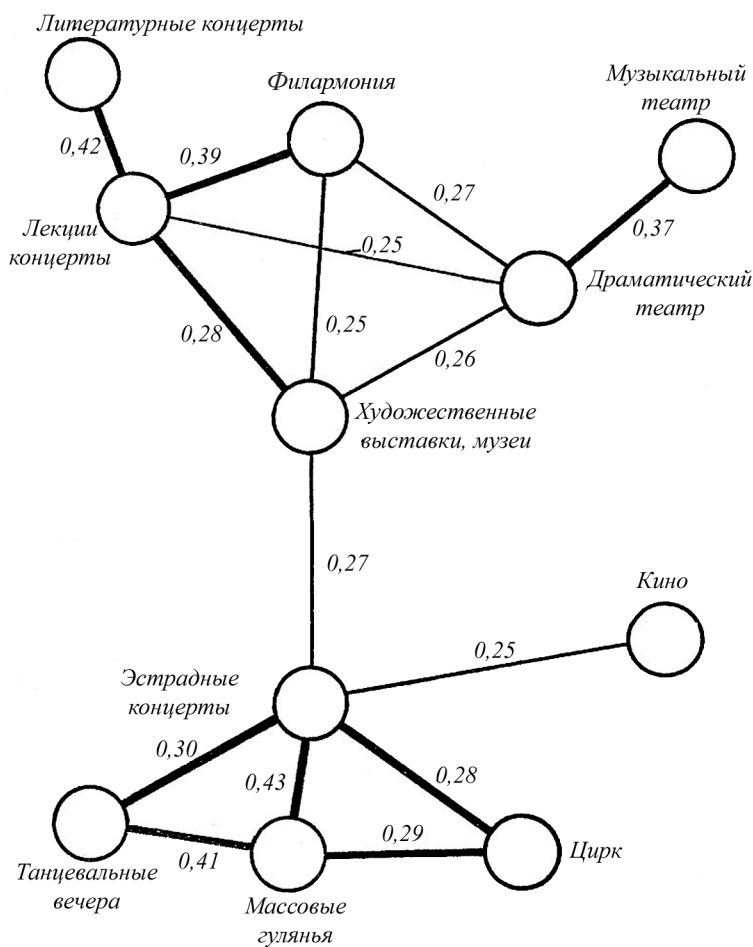 Литературные концерты
Филармония
Музыкальный
театр
0,42
0,39
0,27
0,37
Лекции
концерты
0,25
Драматический
театр
0,28
0,25
0,26
Художественные
выставки, музеи
0,27
Кино
0,25
Эстрадные
концерты
0,30
0,43
0,28
0,41
0,29
Цирк
Танцевальные
вечера
Массовые
гулянья